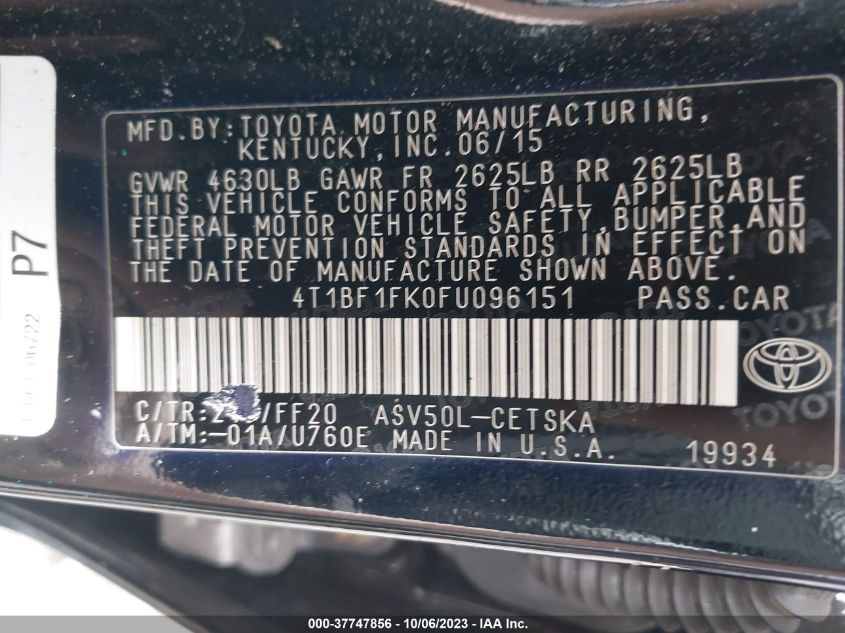 MFD.BY:TOYOTA MOTOR MANUFACTURING,
KENTUCKY,INC.06/15
GVWR 4630LB GAWR FR 2625LB RR 2625LB
THIS VEHICLE CONFORMS TO ALL APPLICABLE
FEDERAL MOTOR VEHICLE SAFETY,BUMPER,AND
THEFT PREVENTION STANDARDS IN EFFECT ON
THE DATE OF MANUFACTURE SHOWN ABOVE.
4T1BF1FK0FU096151 PASS.CAR
C/TR: /FF20 ASV50L-CETSKA
A/TM:-01A/U760E MADE IN U.S.A. 19934
TOYOTA
P7
06/22
000-37747856 - 10/06/2023 - IAA Inc.